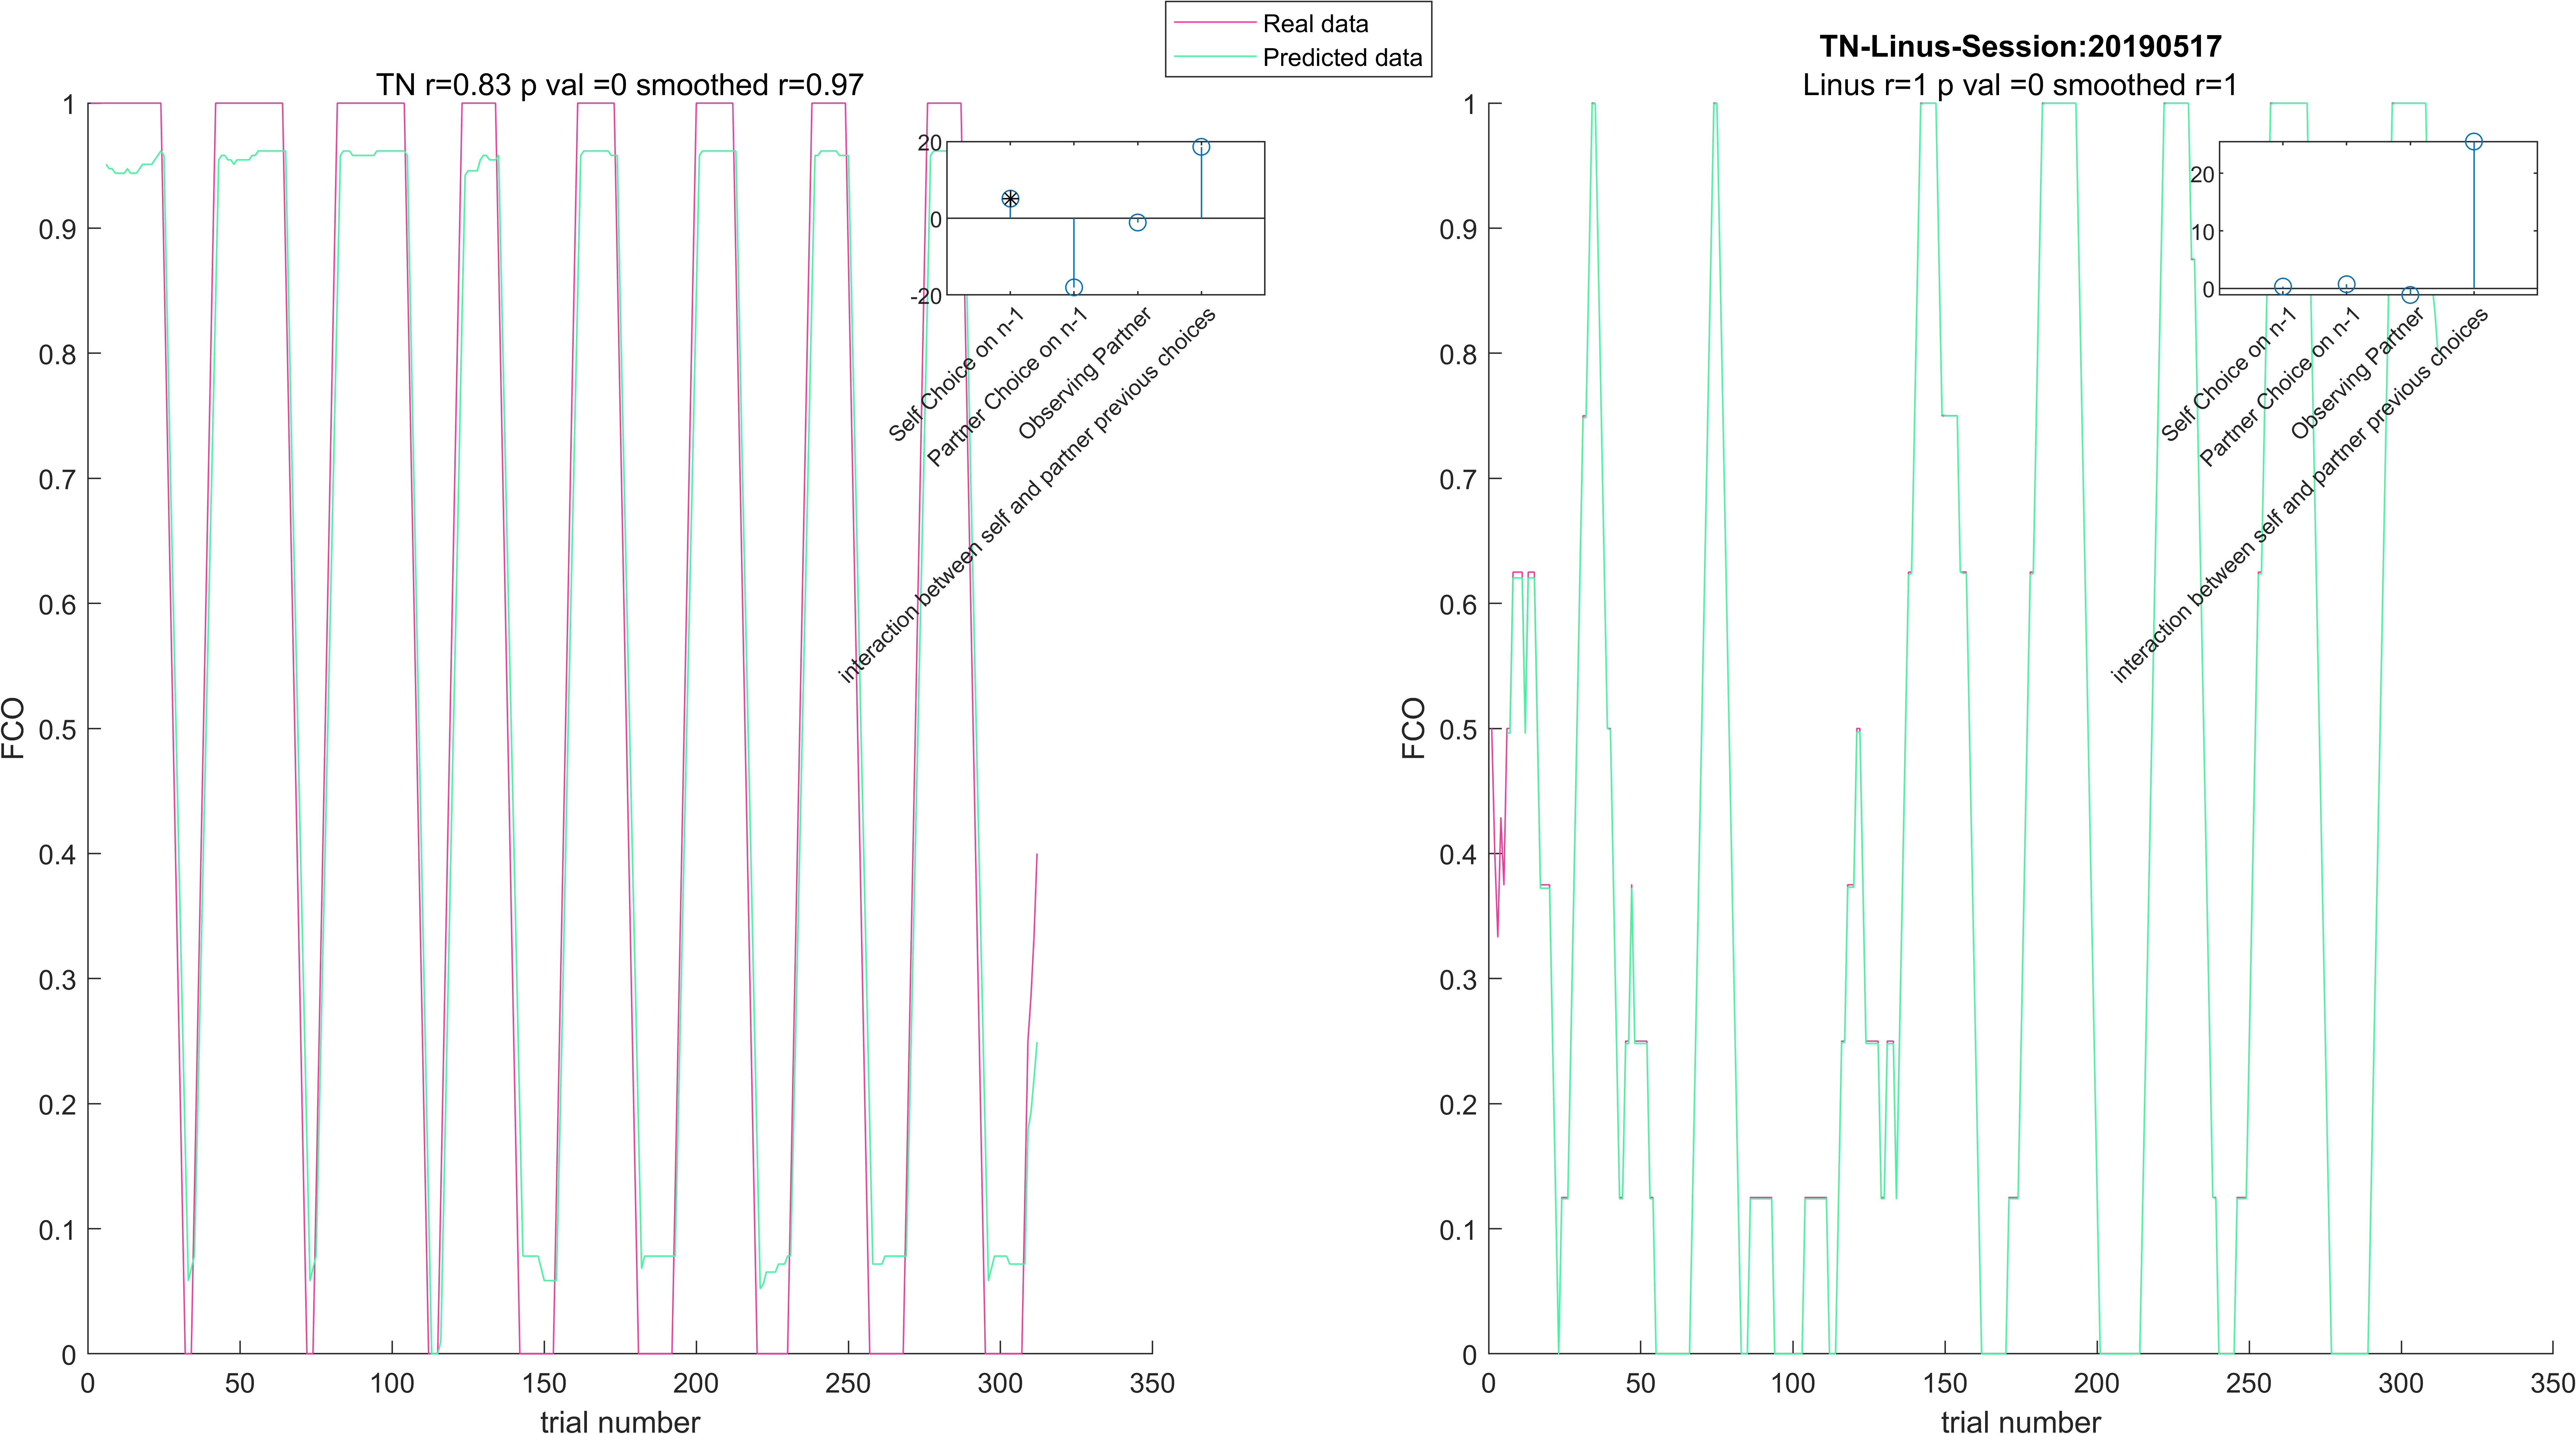 Real data
Predicted data
TN r=0.83 p val =0 smoothed r=0.97
1
0.9
0.8
0.7
0.6
0.5
0.4
0.3
0.2
0.1
0
FCO
0
50
100
150
200
250
300
350
trial number
20
0
-20
Self Choice on n-1
Partner Choice on n-1
Observing Partner
interaction between self and partner previous choices
TN-Linus-Session:20190517
Linus r=1 p val =0 smoothed r=1
1
0.9
0.8
0.7
0.6
0.5
0.4
0.3
0.2
0.1
0
FCO
0
50
100
150
200
250
300
350
trial number
20
10
0
Self Choice on n-1
Partner Choice on n-1
Observing Partner
interaction between self and partner previous choices